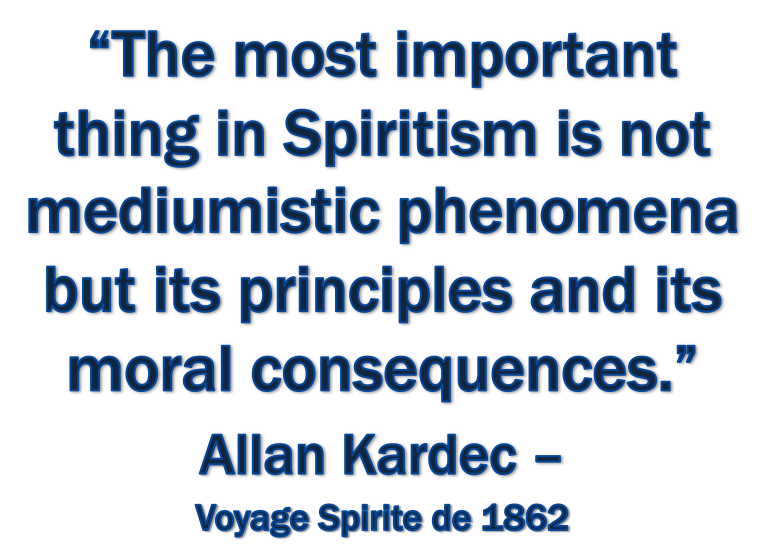 “The most important
thing in Spiritism is not
mediumistic phenomena
but its principles and its
moral consequences.”
Allan Kardec –
Voyage Spirite de 1862